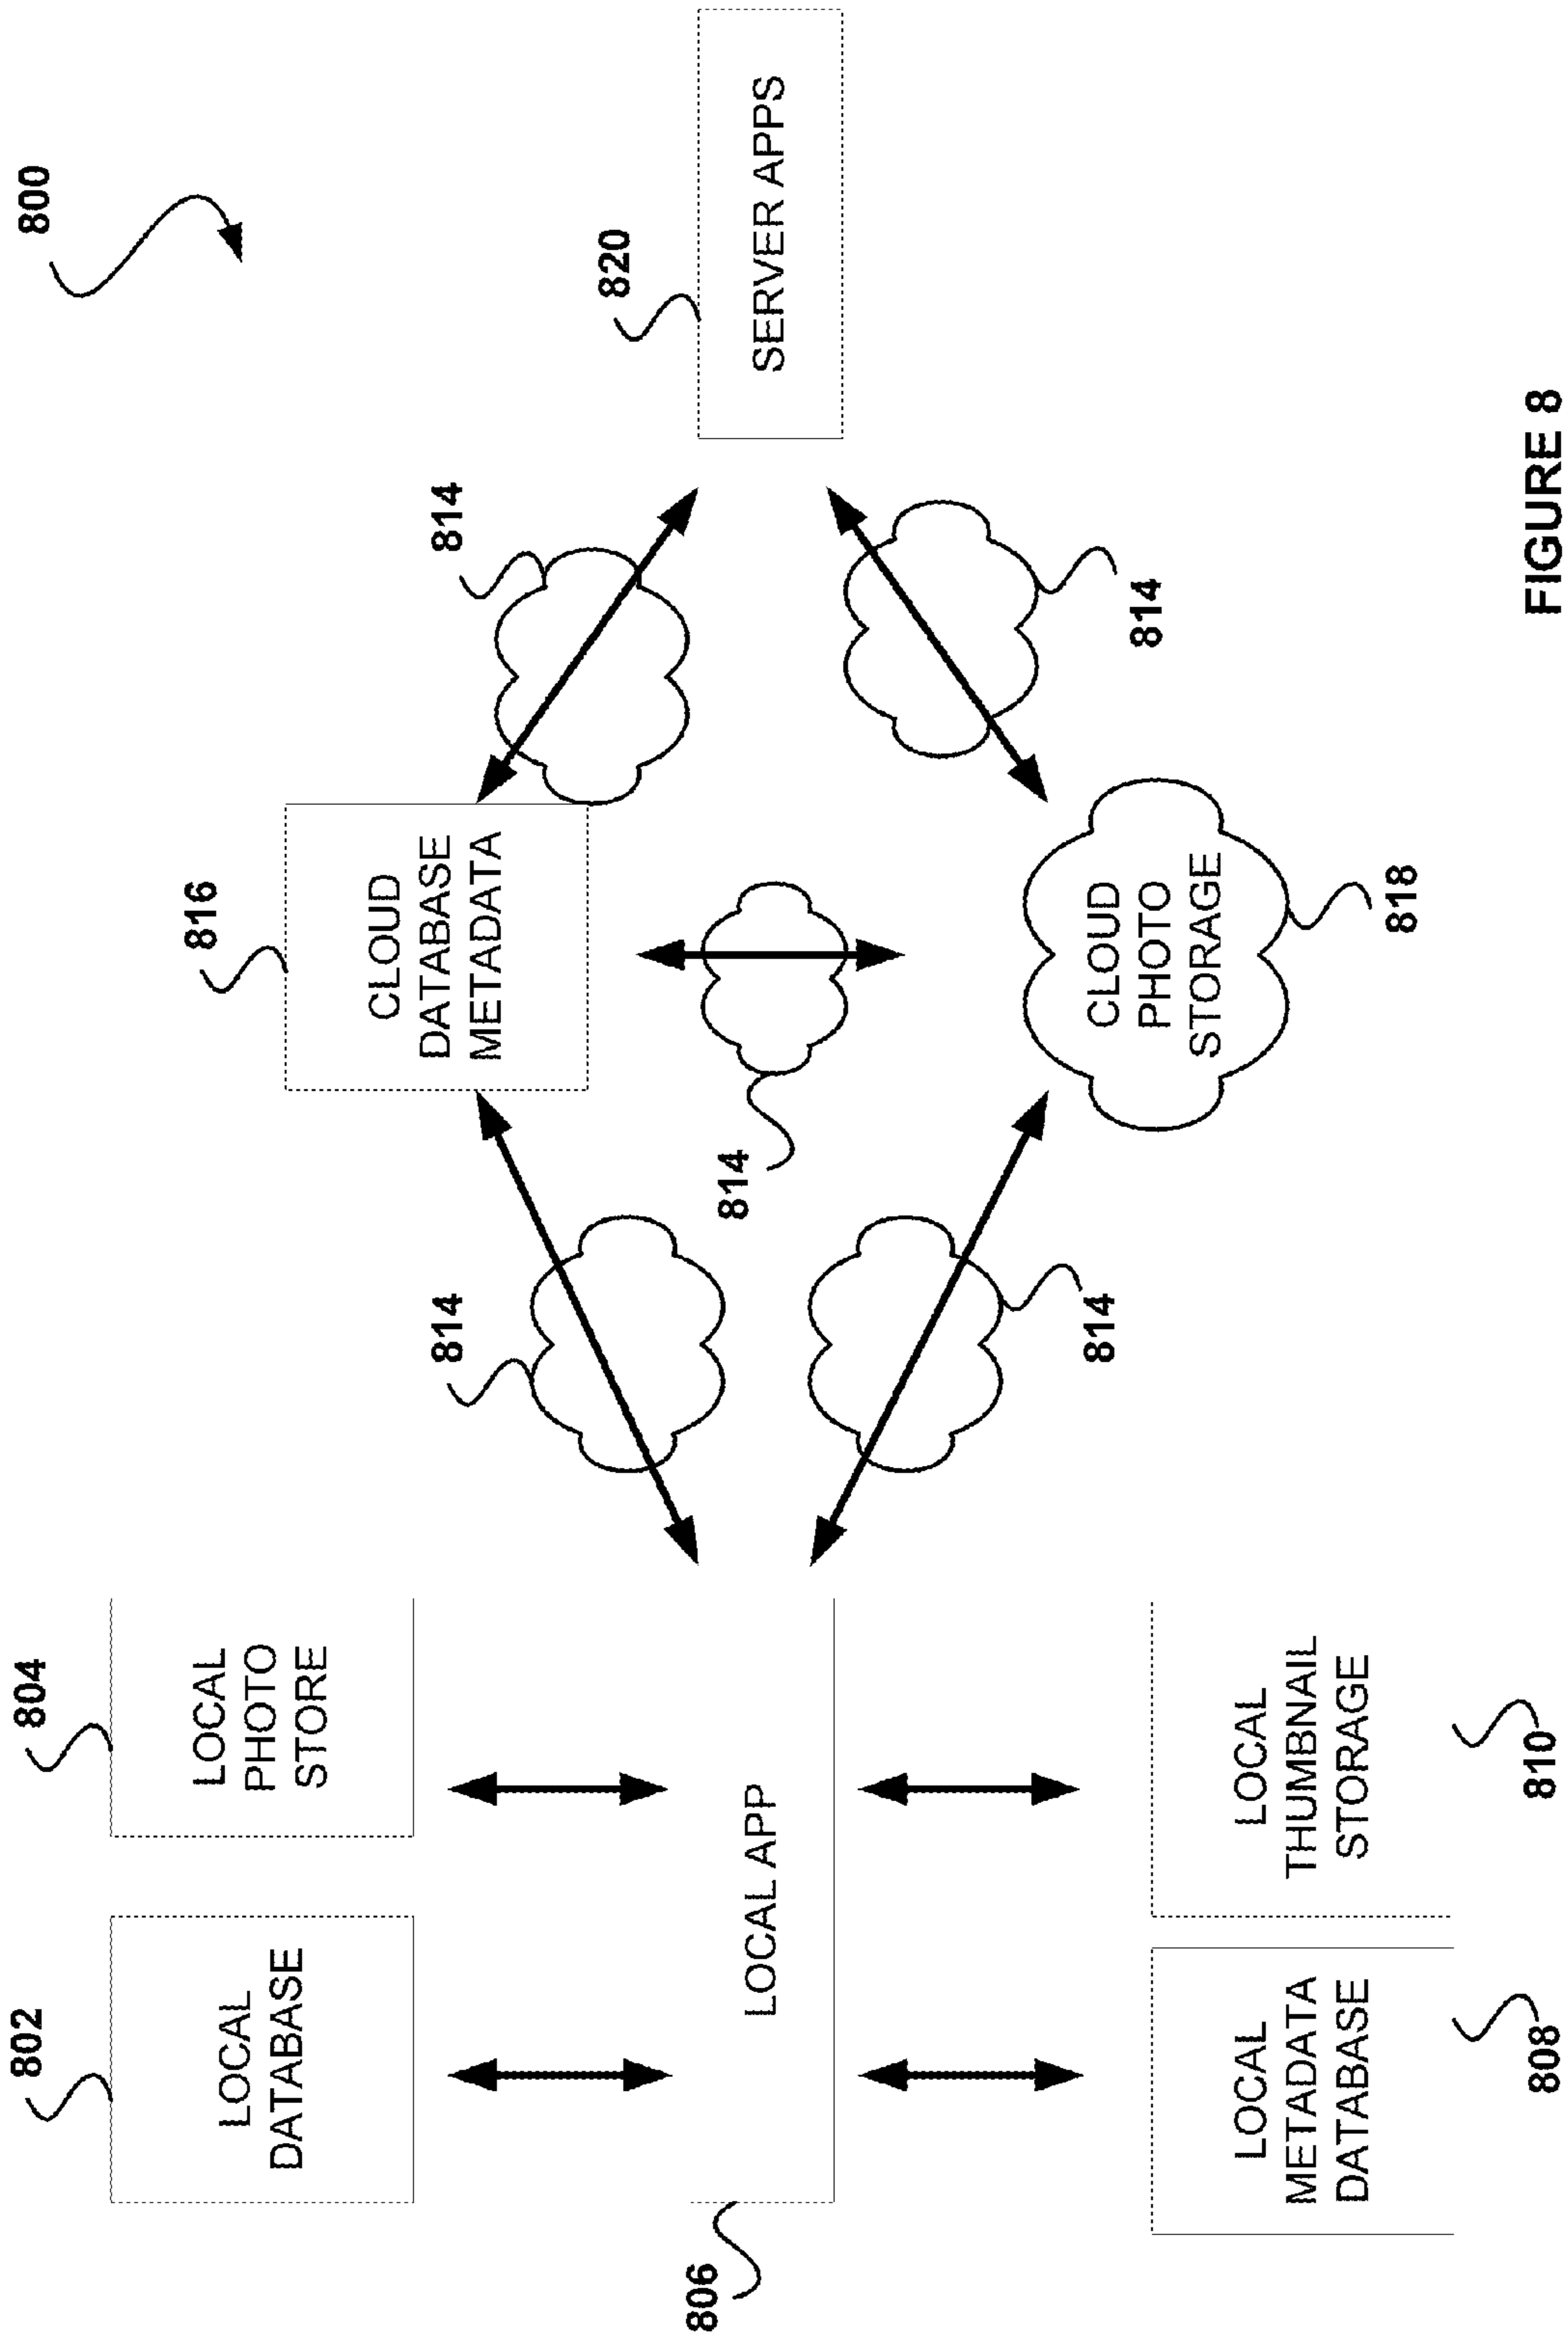 800
802
LOCAL
DATABASE
804
LOCAL
PHOTO
STORE
816
CLOUD
DATABASE
METADATA
814
814
820
SERVER APPS
806
LOCAL APP
814
814
814
808
LOCAL
METADATA
DATABASE
810
LOCAL
THUMBNAIL
STORAGE
CLOUD
PHOTO
STORAGE
818
FIGURE 8